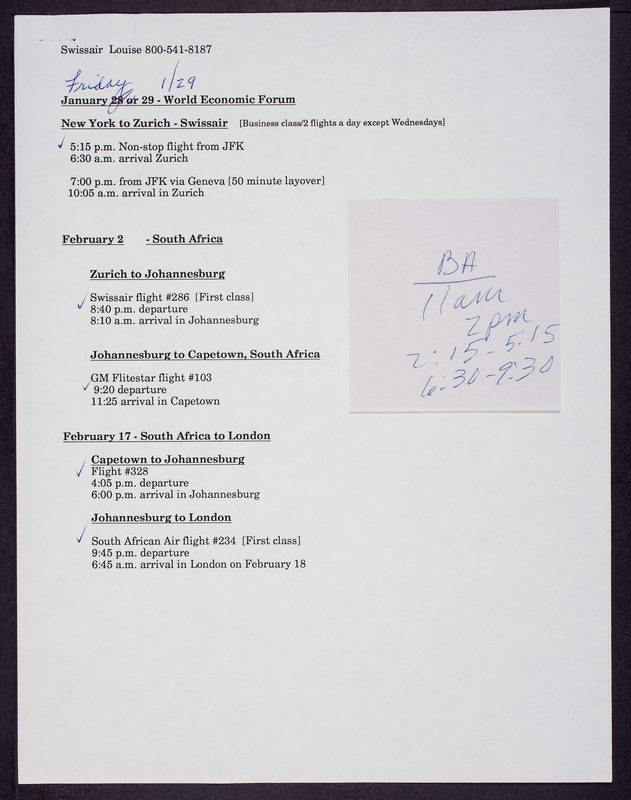 Swissair Louise 800-541-8187
Friday 1/29
January 28 or 29 - World Economic Forum
New York to Zurich - Swissair [Business class/2 flights a day except Wednesdays]
5:15 p.m. Non-stop flight from JFK
6:30 a.m. arrival Zurich
7:00 p.m. from JFK via Geneva [50 minute layover]
10:05 a.m. arrival in Zurich
February 2 - South Africa
Zurich to Johannesburg
Swissair flight #286 [First class]
8:40 p.m. departure
8:10 a.m. arrival in Johannesburg
Johannesburg to Capetown, South Africa
GM Flitestar flight #103
9:20 departure
11:25 arrival in Capetown
February 17 - South Africa to London
Capetown to Johannesburg
Flight #328
4:05 p.m. departure
6:00 p.m. arrival in Johannesburg
Johannesburg to London
South African Air flight #234 [First class]
9:45 p.m. departure
6:45 a.m. arrival in London on February 18
BA
11am
2pm
2:15-5:15
6:30-9:30